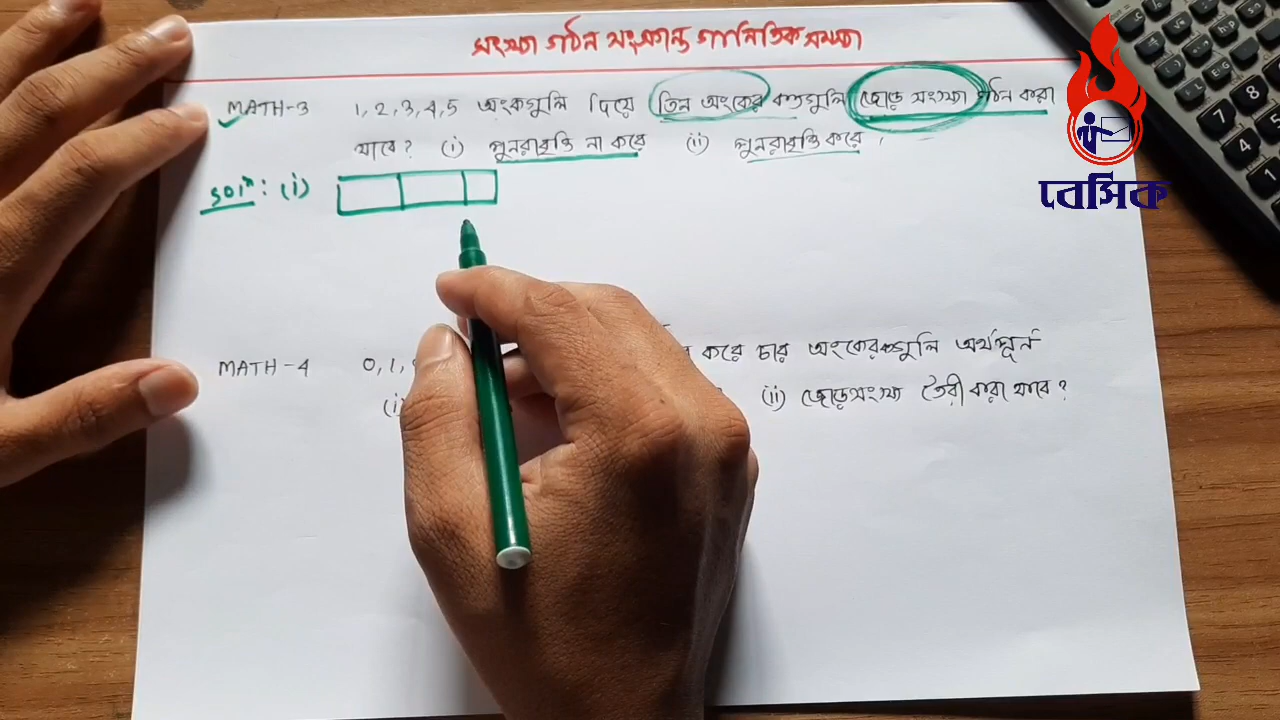 সংখ্যা গঠন সংক্রান্ত গাণিতিক সমস্যা
MATH-3 1, 2, 3, 4, 5 অংকগুলি দিয়ে তিন অংকের কতগুলি জোড় সংখ্যা গঠন করা
যাবে? (i) পুনরাবৃত্তি না করে (ii) পুনরাবৃত্তি করে
Solⁿ: (i)
বেসিক
MATH-4 0, 1, করে চার অংকের কতগুলি অর্থপূর্ন
(i) (ii) জোড়সংখ্যা তৈরী করা যাবে?